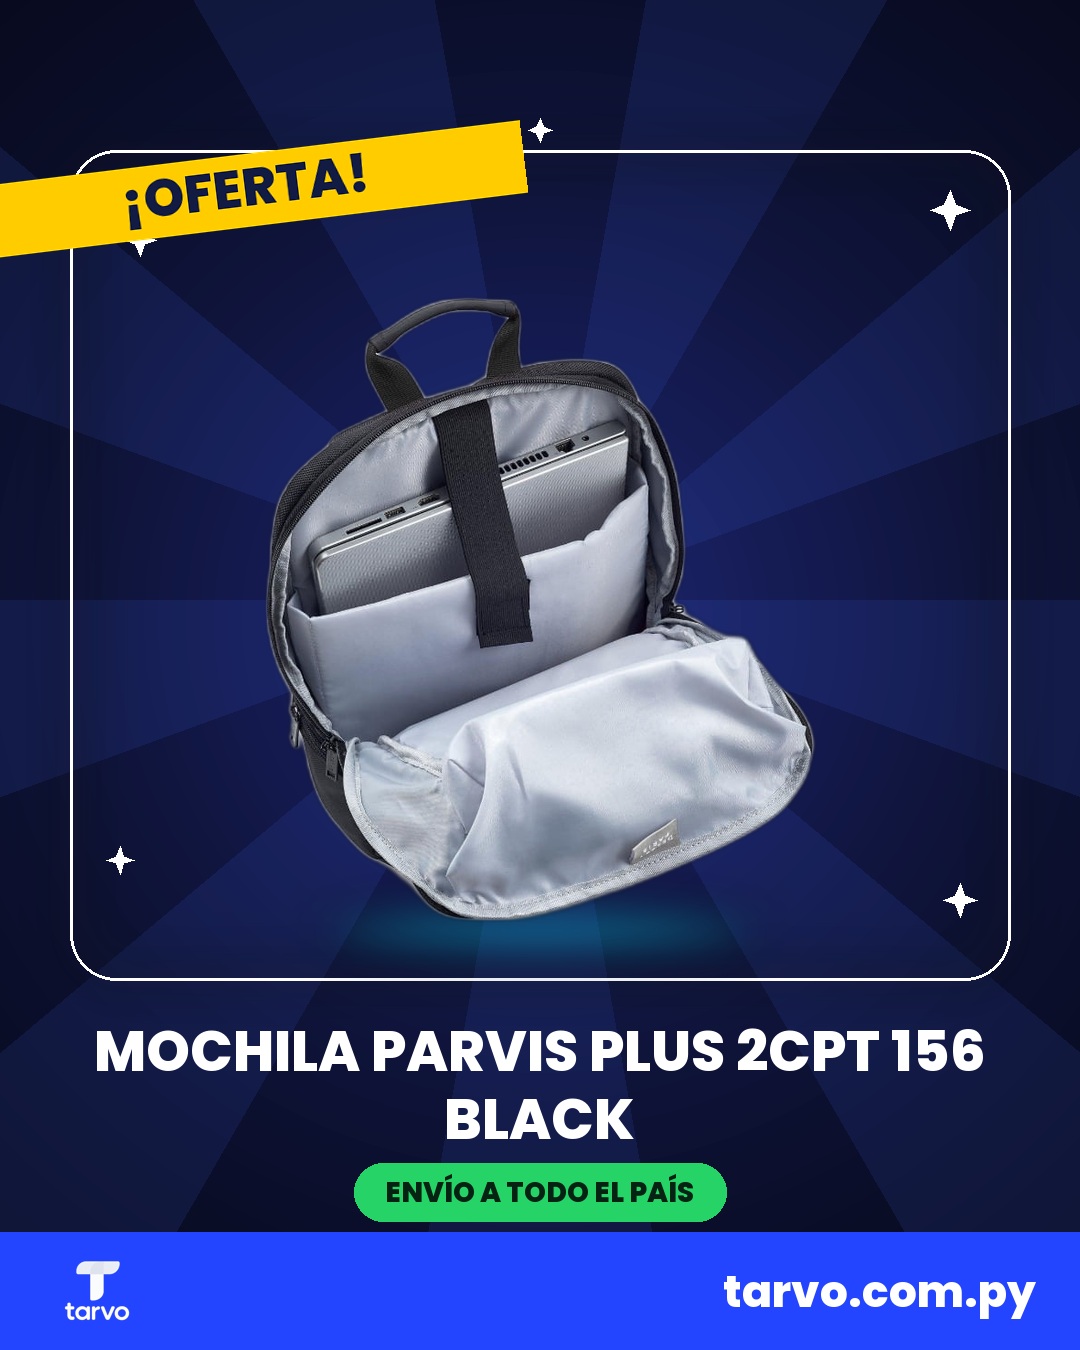 ¡OFERTA!
MOCHILA PARVIS PLUS 2CPT 156
BLACK
ENVÍO A TODO EL PAÍS
tarvo
tarvo.com.py